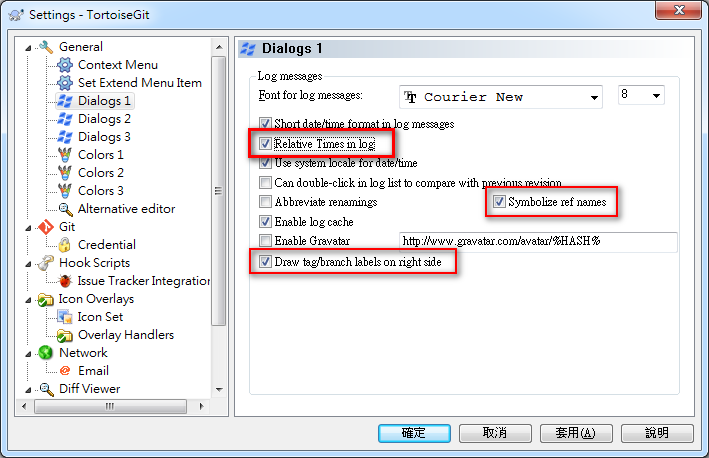 Settings - TortoiseGit
General
Context Menu
Set Extend Menu Item
Dialogs 1
Dialogs 2
Dialogs 3
Colors 1
Colors 2
Colors 3
Alternative editor
Git
Credential
Hook Scripts
Issue Tracker Integration
Icon Overlays
Icon Set
Overlay Handlers
Network
Email
Diff Viewer
Dialogs 1
Log messages
Font for log messages: Courier New 8
Short date/time format in log messages
Relative Times in log
Use system locale for date/time
Can double-click in log list to compare with previous revision
Abbreviate renamings Symbolize ref names
Enable log cache
Enable Gravatar http://www.gravatar.com/avatar/%HASH%
Draw tag/branch labels on right side
確定 取消 套用(A) 說明